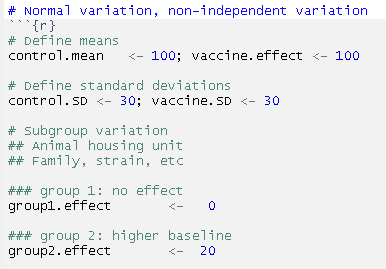 # Normal variation, non-independent variation
```{r}
# Define means
control.mean   <- 100; vaccine.effect <- 100
# Define standard deviations
control.SD <- 30; vaccine.SD <- 30
# Subgroup variation
## Animal housing unit
## Family, strain, etc
### group 1: no effect
group1.effect       <-   0
### group 2: higher baseline
group2.effect       <-  20